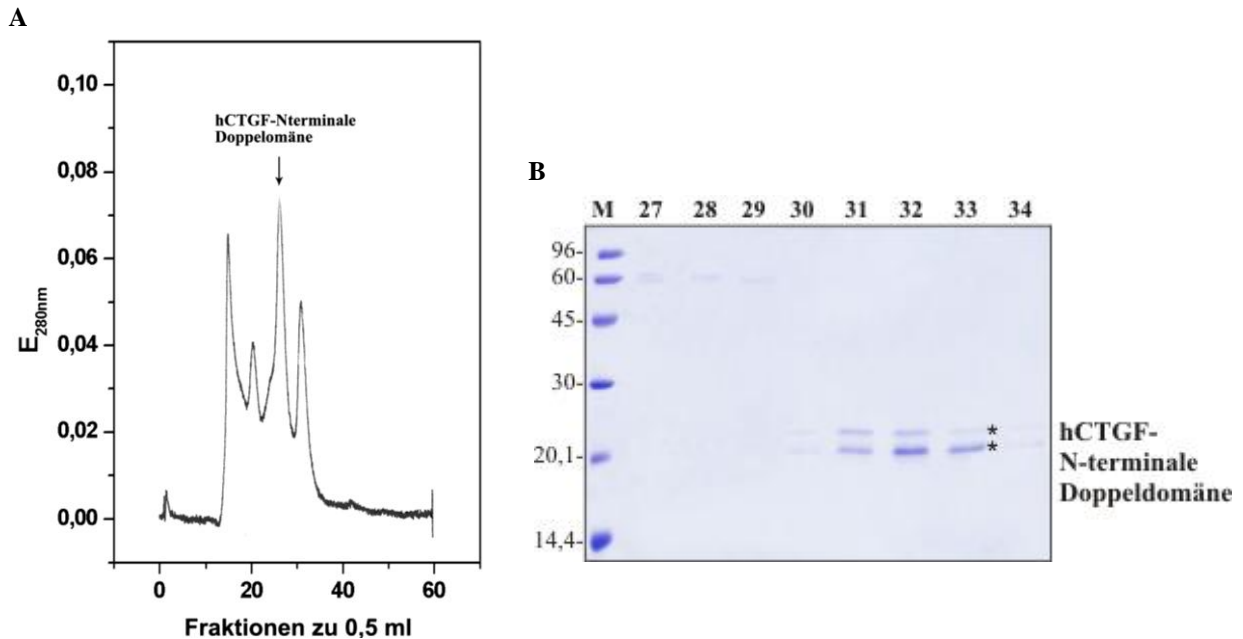 A
0,10
0,08
0,06
0,04
0,02
0,00
E280nm
hCTGF-Nterminale
Doppelomäne
0 20 40 60
Fraktionen zu 0,5 ml
B
M 27 28 29 30 31 32 33 34
96-
60-
45-
30-
20,1-
14,4-
*
*
hCTGF-
N-terminale
Doppeldomäne